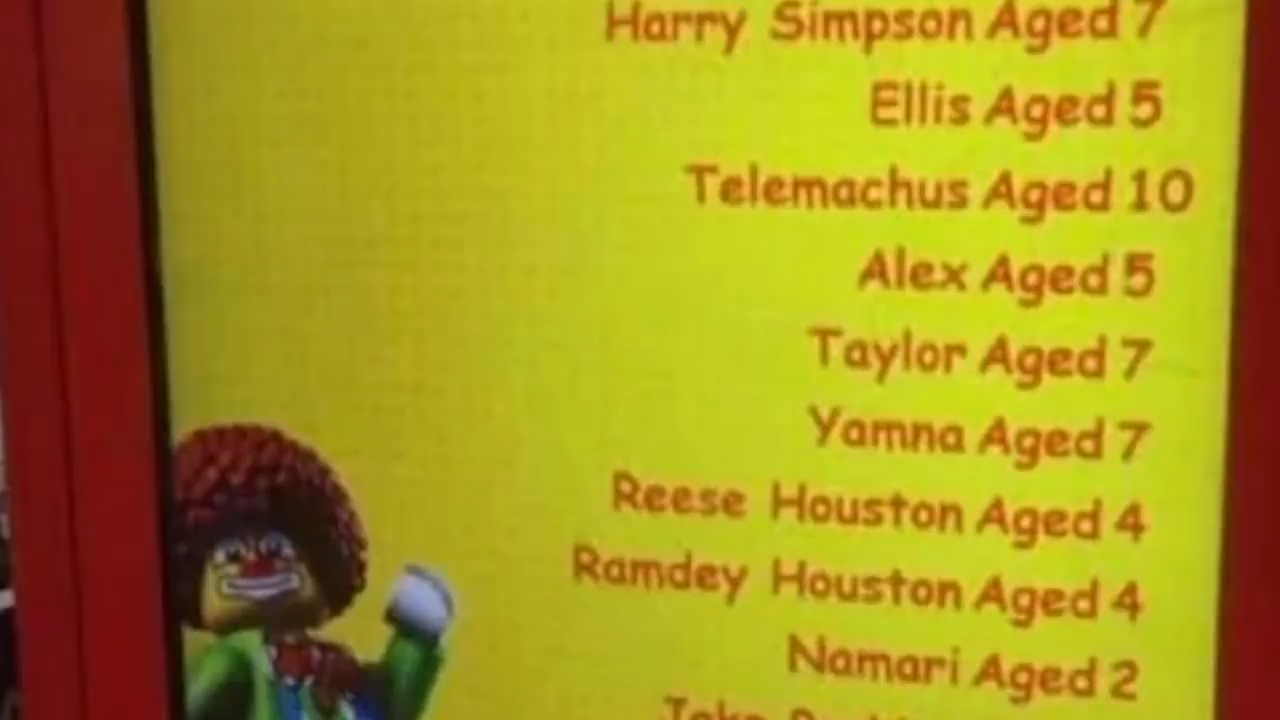 Harry Simpson Aged 7
Ellis Aged 5
Telemachus Aged 10
Alex Aged 5
Taylor Aged 7
Yamna Aged 7
Reese Houston Aged 4
Ramdey Houston Aged 4
Namari Aged 2